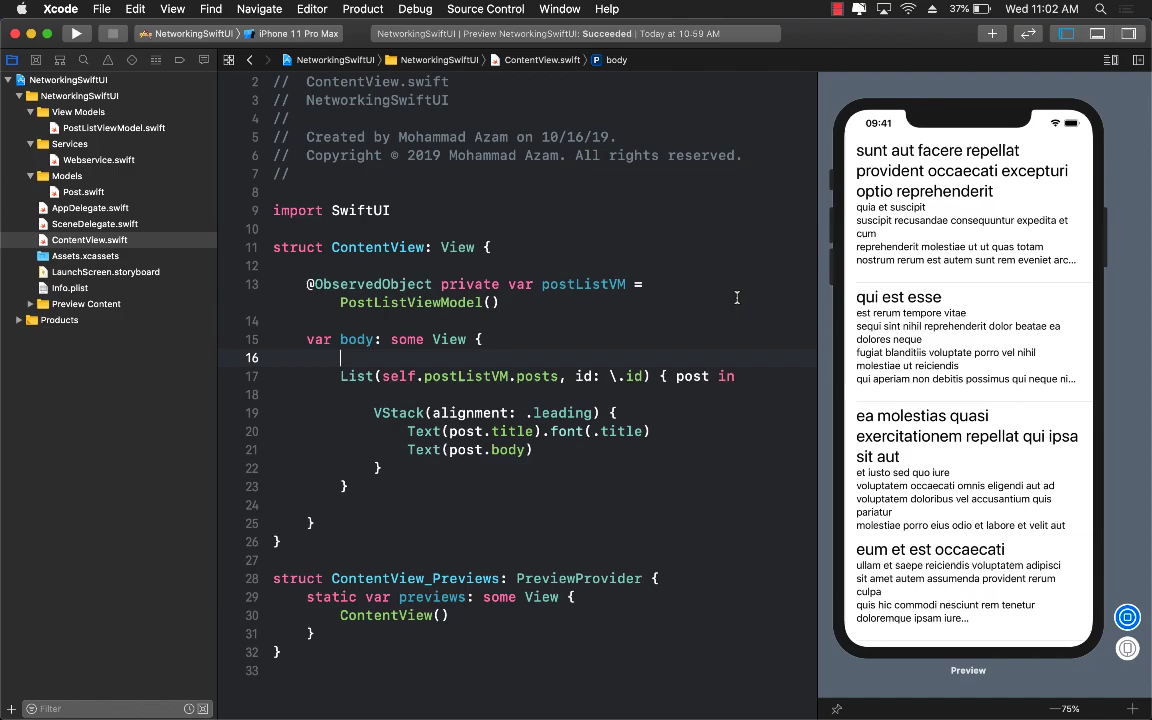 Xcode File Edit View Find Navigate Editor Product Debug Source Control Window Help 37% Wed 11:02 AM
NetworkingSwiftUI iPhone 11 Pro Max NetworkingSwiftUI | Preview NetworkingSwiftUI: Succeeded | Today at 10:59 AM
NetworkingSwiftUI NetworkingSwiftUI ContentView.swift P body
NetworkingSwiftUI
NetworkingSwiftUI
View Models
PostListViewModel.swift
Services
Webservice.swift
Models
Post.swift
AppDelegate.swift
SceneDelegate.swift
ContentView.swift
Assets.xcassets
LaunchScreen.storyboard
Info.plist
Preview Content
Products
Filter
2 //  ContentView.swift
3 //  NetworkingSwiftUI
4 //
5 //  Created by Mohammad Azam on 10/16/19.
6 //  Copyright © 2019 Mohammad Azam. All rights reserved.
7 //
8
9 import SwiftUI
10
11 struct ContentView: View {
12
13 @ObservedObject private var postListVM =
PostListViewModel()
14
15 var body: some View {
16
17 List(self.postListVM.posts, id: \.id) { post in
18
19 VStack(alignment: .leading) {
20 Text(post.title).font(.title)
21 Text(post.body)
22 }
23 }
24
25 }
26 }
27
28 struct ContentView_Previews: PreviewProvider {
29 static var previews: some View {
30 ContentView()
31 }
32 }
33
09:41
sunt aut facere repellat
provident occaecati excepturi
optio reprehenderit
quia et suscipit
suscipit recusandae consequuntur expedita et
cum
reprehenderit molestiae ut ut quas totam
nostrum rerum est autem sunt rem eveniet arc...
qui est esse
est rerum tempore vitae
sequi sint nihil reprehenderit dolor beatae ea
dolores neque
fugiat blanditiis voluptate porro vel nihil
molestiae ut reiciendis
qui aperiam non debitis possimus qui neque ni...
ea molestias quasi
exercitationem repellat qui ipsa
sit aut
et iusto sed quo iure
voluptatem occaecati omnis eligendi aut ad
voluptatem doloribus vel accusantium quis
pariatur
molestiae porro eius odio et labore et velit aut
eum et est occaecati
ullam et saepe reiciendis voluptatem adipisci
sit amet autem assumenda provident rerum
culpa
quis hic commodi nesciunt rem tenetur
doloremque ipsam iure...
Preview
75%